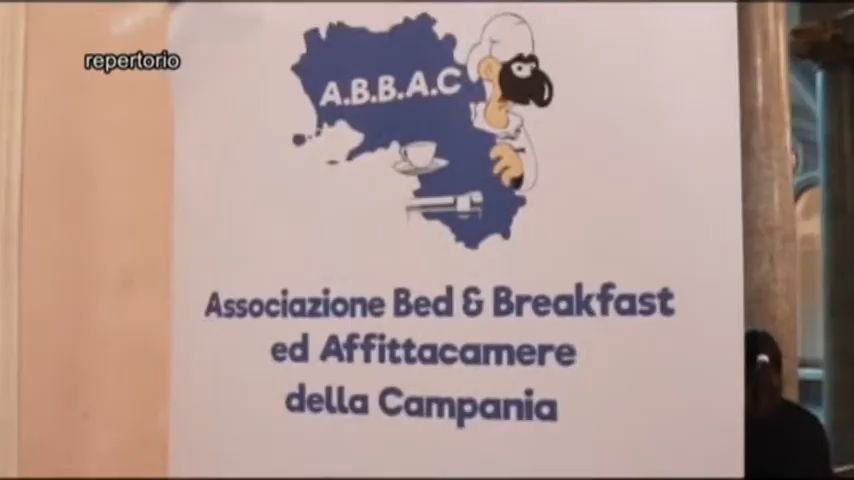 repertorio
A.B.B.A.C
Associazione Bed & Breakfast
ed Affittacamere
della Campania